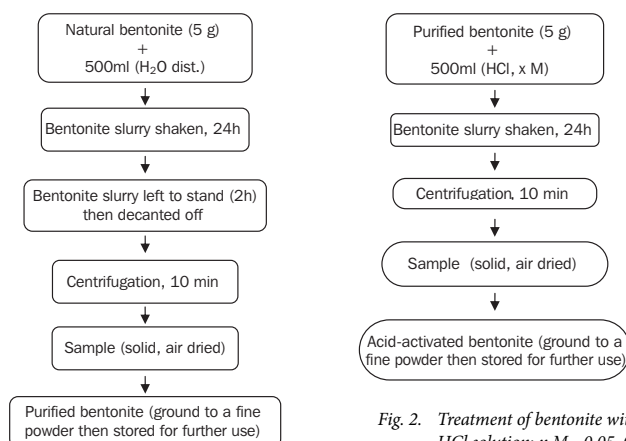 Natural bentonite (5 g)
+
500ml (H₂O dist.)
Bentonite slurry shaken, 24h
Bentonite slurry left to stand (2h)
then decanted off
Centrifugation, 10 min
Sample (solid, air dried)
Purified bentonite (ground to a fine
powder then stored for further use)
Purified bentonite (5 g)
+
500ml (HCl, x M)
Bentonite slurry shaken, 24h
Centrifugation, 10 min
Sample (solid, air dried)
Acid-activated bentonite (ground to a
fine powder then stored for further use)
Fig. 2. Treatment of bentonite